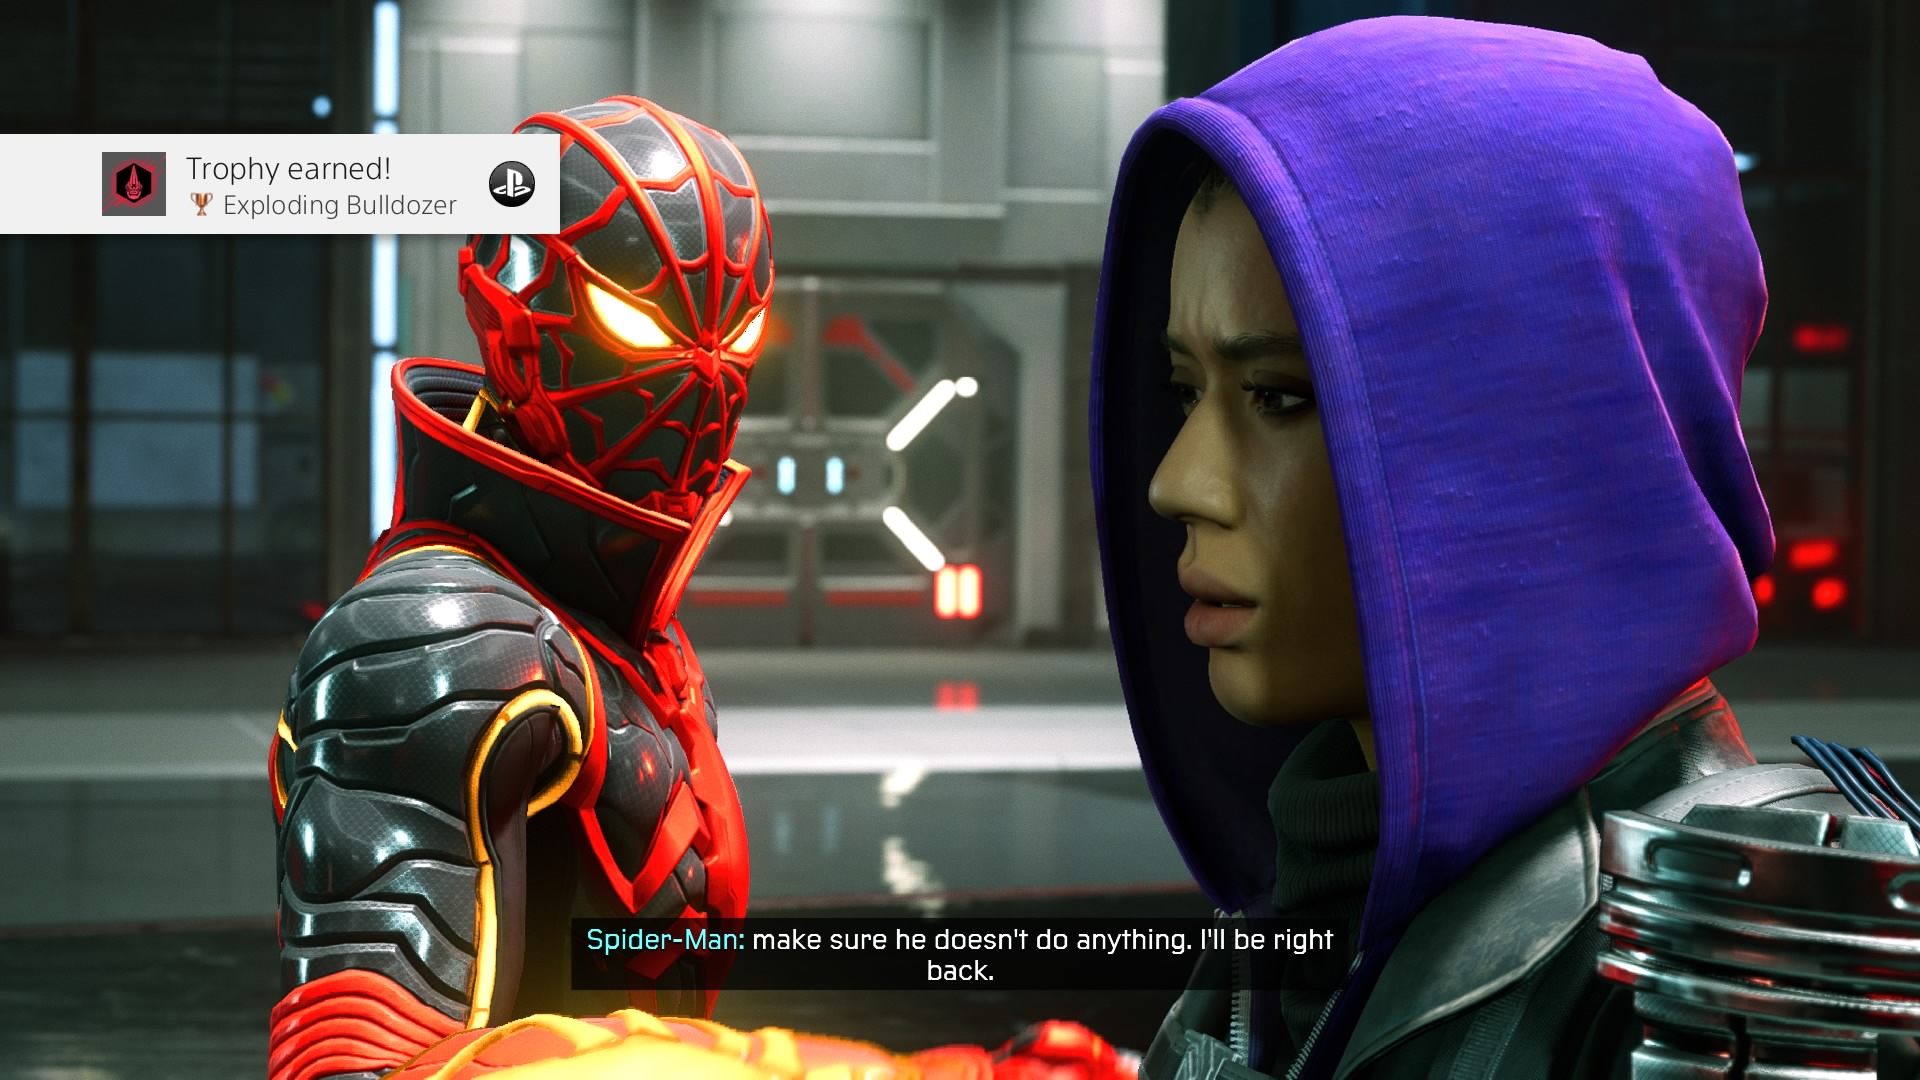 Trophy earned!
Exploding Bulldozer
Spider-Man: make sure he doesn't do anything. I'll be right
back.